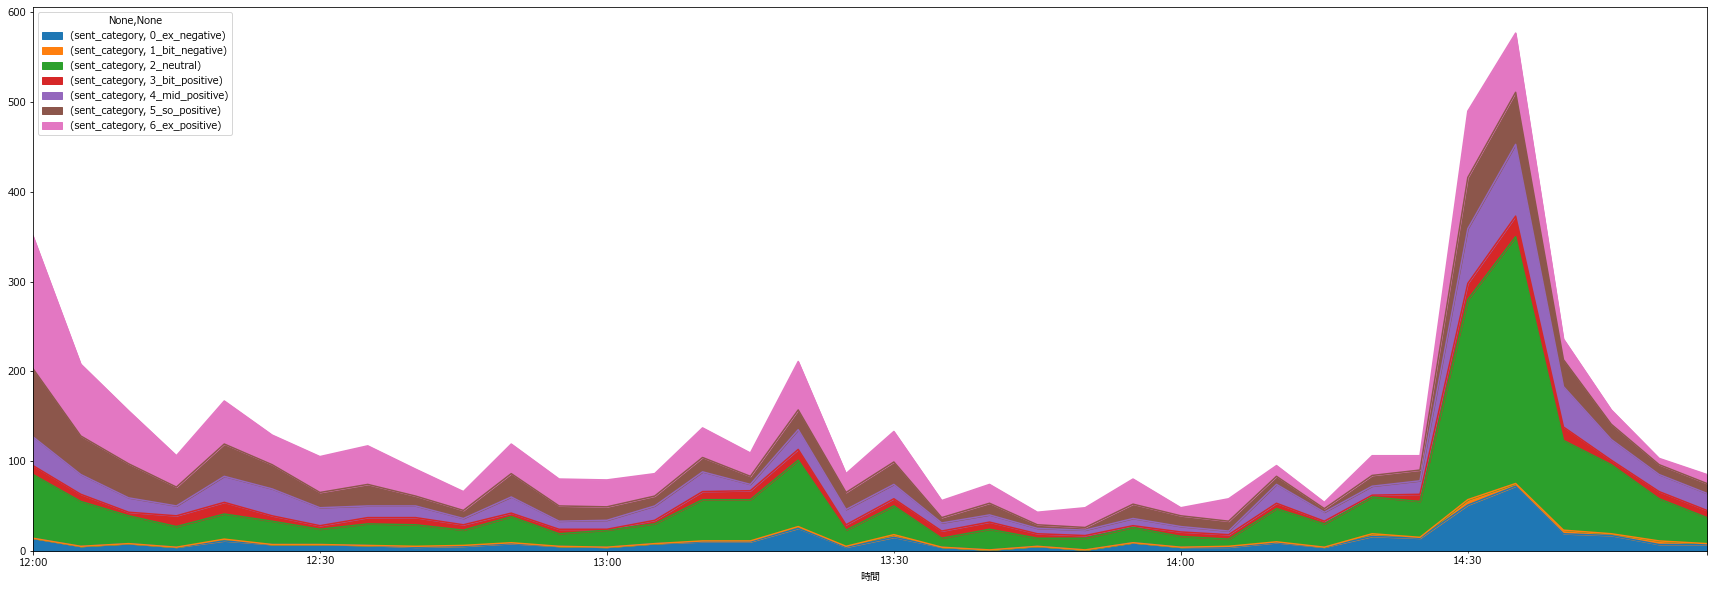 600
500
400
300
200
100
0
None,None
(sent_category, 0_ex_negative)
(sent_category, 1_bit_negative)
(sent_category, 2_neutral)
(sent_category, 3_bit_positive)
(sent_category, 4_mid_positive)
(sent_category, 5_so_positive)
(sent_category, 6_ex_positive)
12:00 12:30 13:00 13:30 14:00 14:30
時間